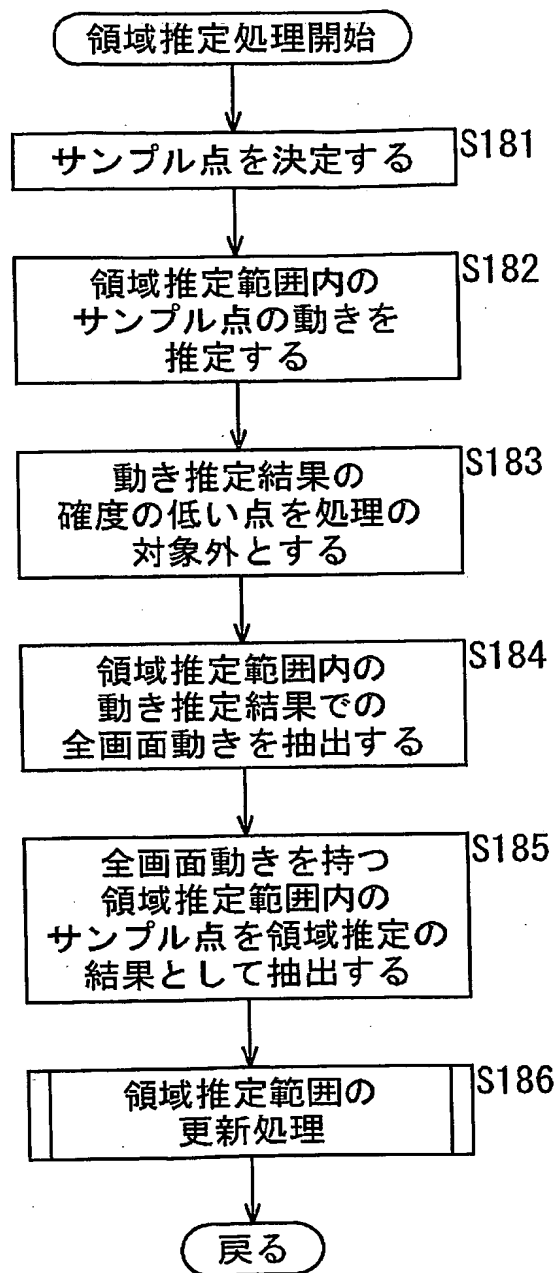 領域推定処理開始
サンプル点を決定する
S181
領域推定範囲内の
サンプル点の動きを
推定する
S182
動き推定結果の
確度の低い点を処理の
対象外とする
S183
領域推定範囲内の
動き推定結果での
全画面動きを抽出する
S184
全画面動きを持つ
領域推定範囲内の
サンプル点を領域推定の
結果として抽出する
S185
領域推定範囲の
更新処理
S186
戻る